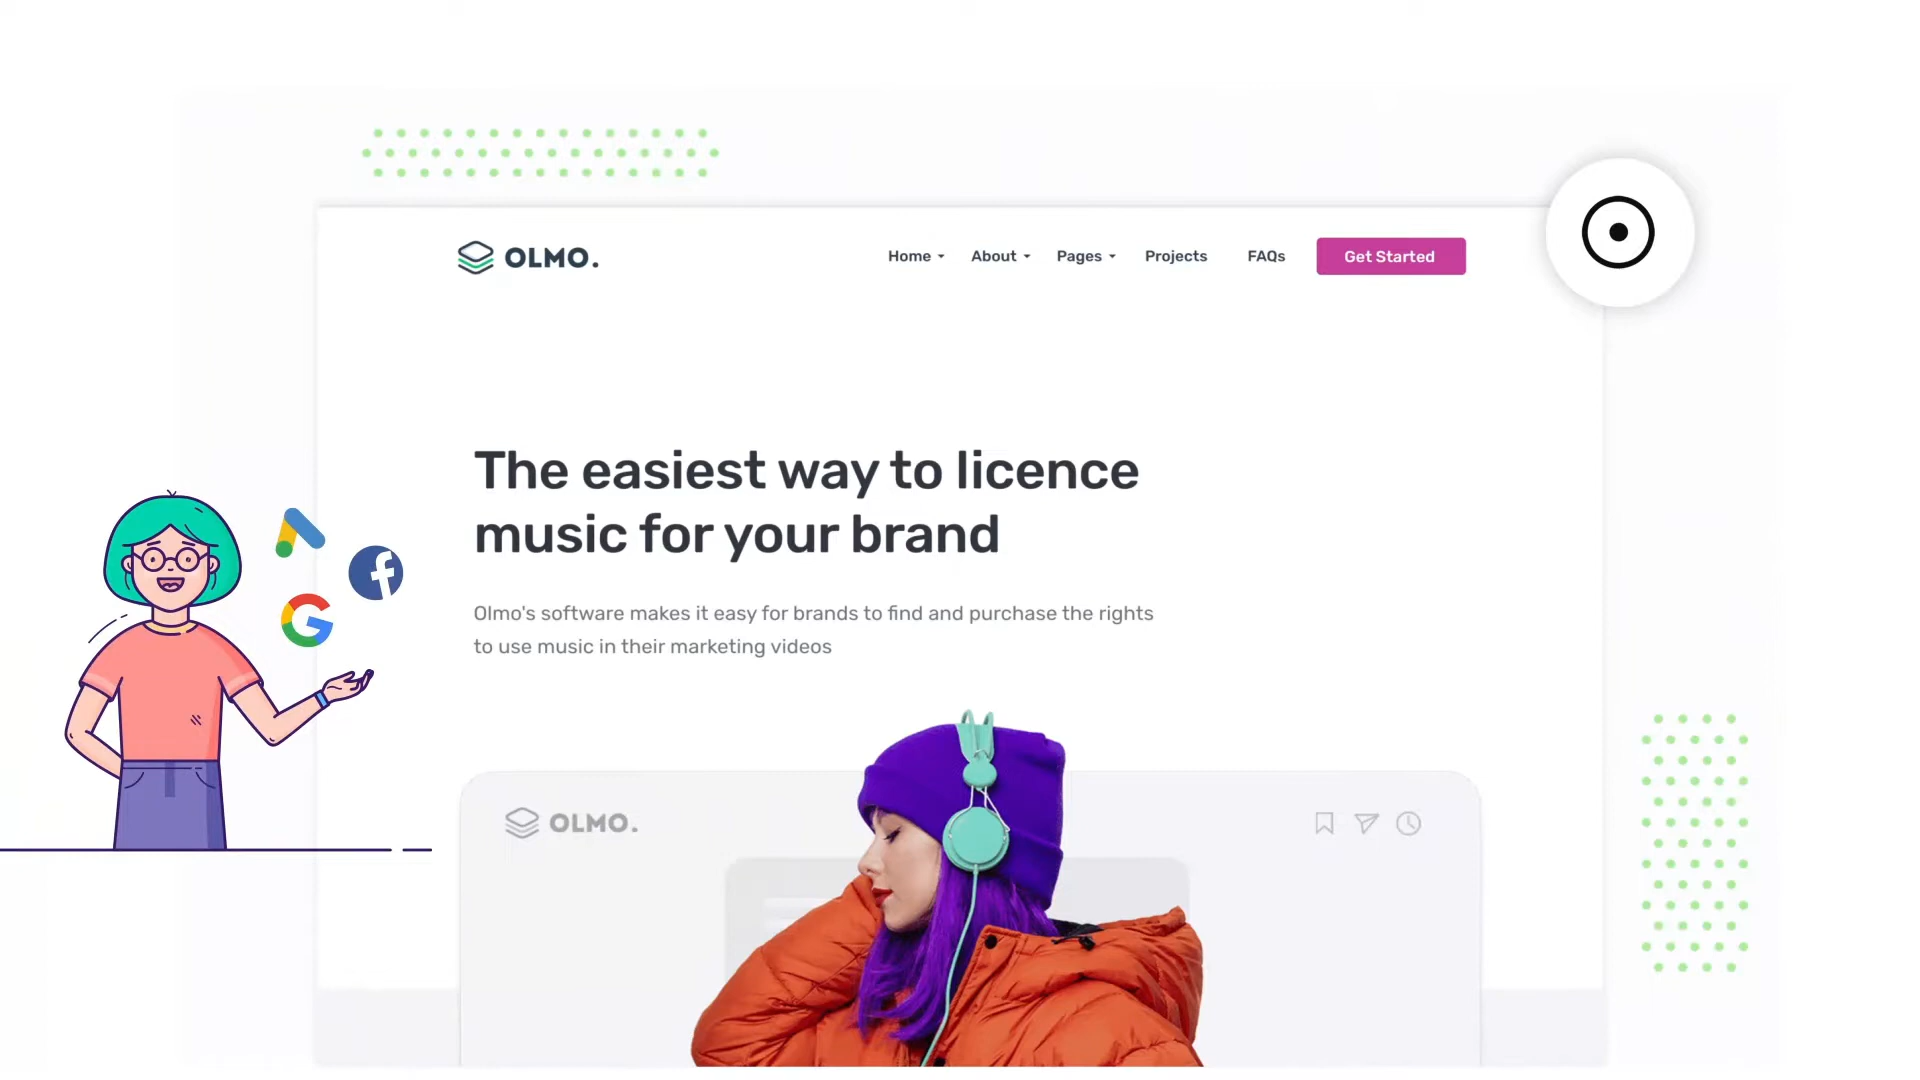 OLMO.
Home
About
Pages
Projects
FAQs
Get Started
The easiest way to licence
music for your brand
Olmo's software makes it easy for brands to find and purchase the rights
to use music in their marketing videos
OLMO.